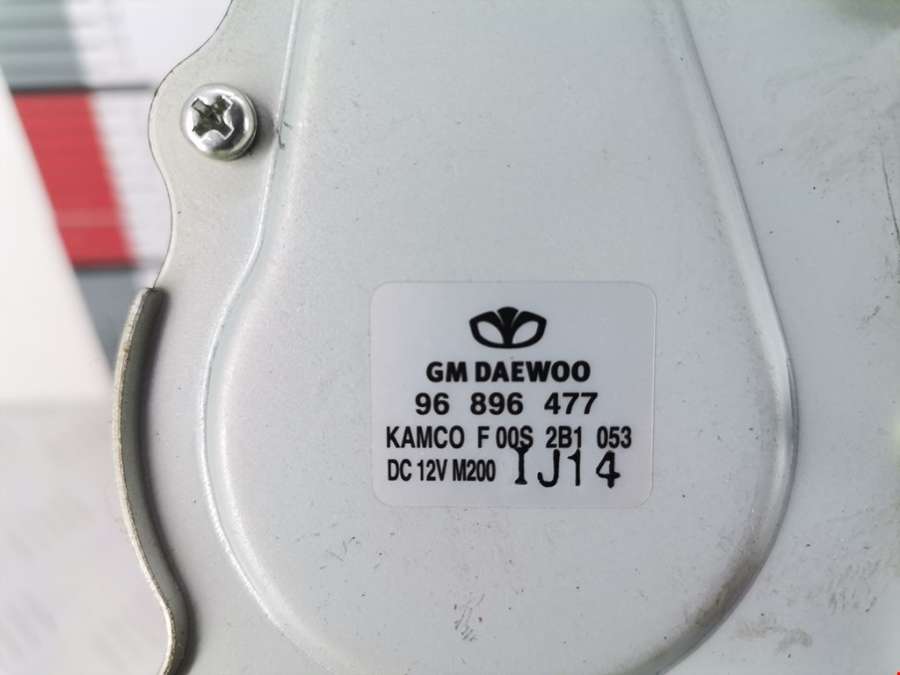 GM DAEWOO
96 896 477
KAMCO F 00S 2B1 053
DC 12V M200 IJ14